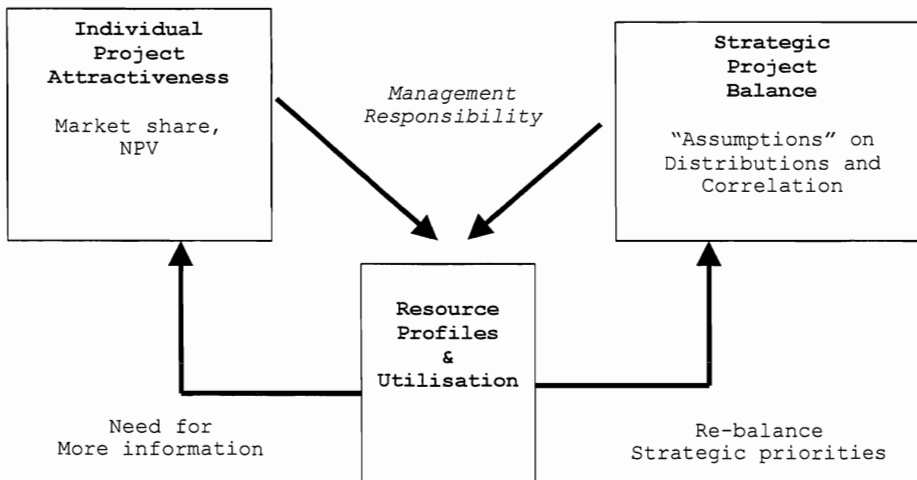 Individual
Project
Attractiveness
Market share,
NPV
Management
Responsibility
Strategic
Project
Balance
“Assumptions” on
Distributions and
Correlation
Resource
Profiles
&
Utilisation
Need for
More information
Re-balance
Strategic priorities